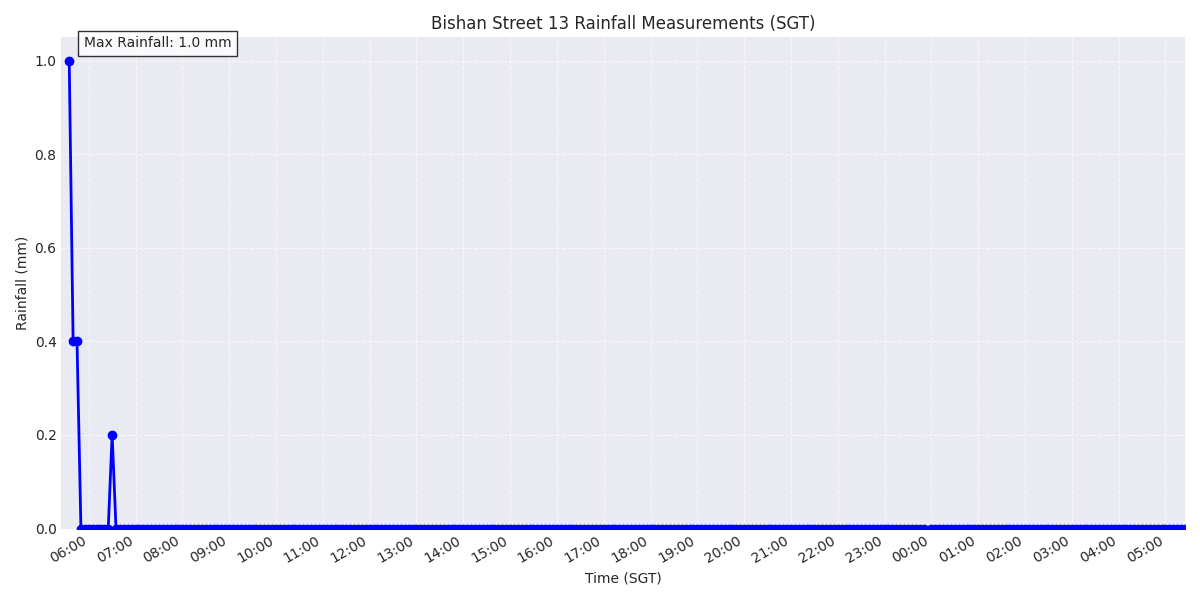 Bishan Street 13 Rainfall Measurements (SGT)
Max Rainfall: 1.0 mm
Rainfall (mm)
1.0
0.8
0.6
0.4
0.2
0.0
06:00 07:00 08:00 09:00 10:00 11:00 12:00 13:00 14:00 15:00 16:00 17:00 18:00 19:00 20:00 21:00 22:00 23:00 00:00 01:00 02:00 03:00 04:00 05:00
Time (SGT)